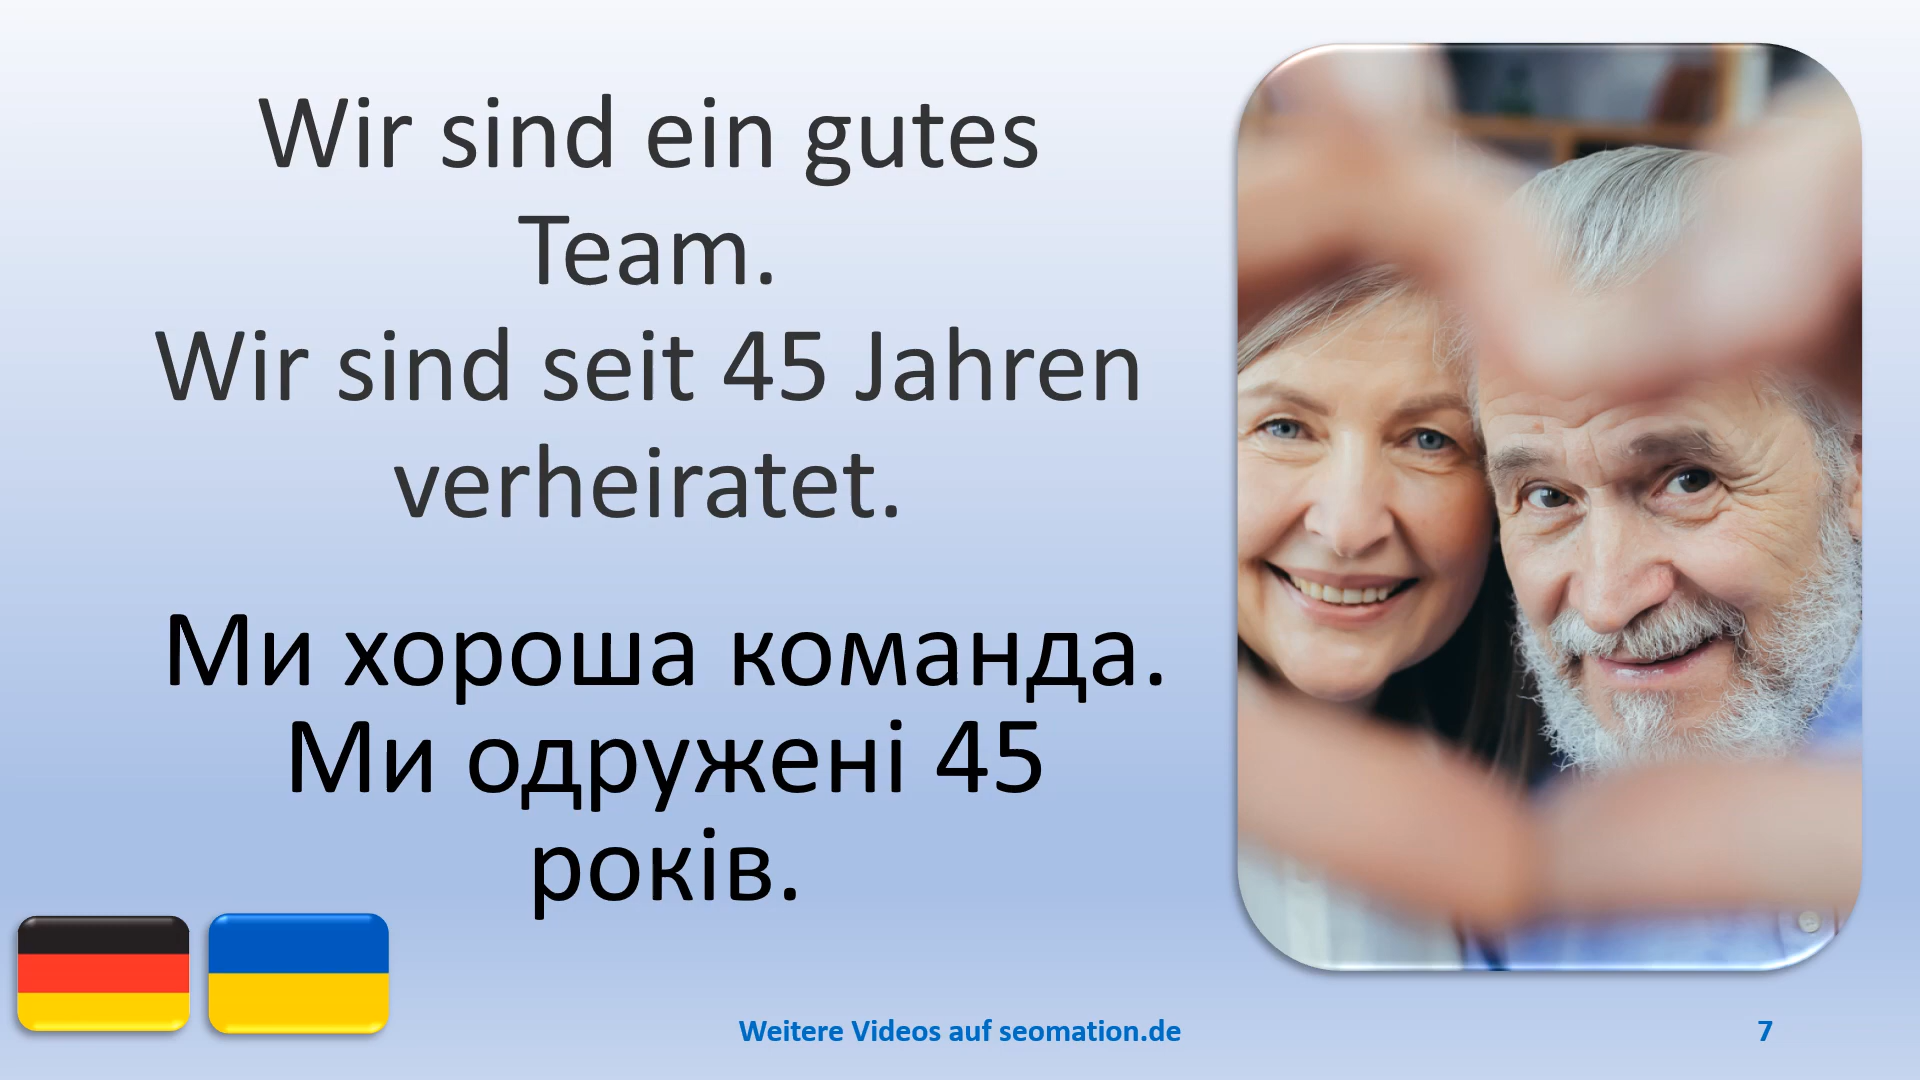 Wir sind ein gutes
Team.
Wir sind seit 45 Jahren
verheiratet.
Ми хороша команда.
Ми одружені 45
років.
Weitere Videos auf seomation.de
7